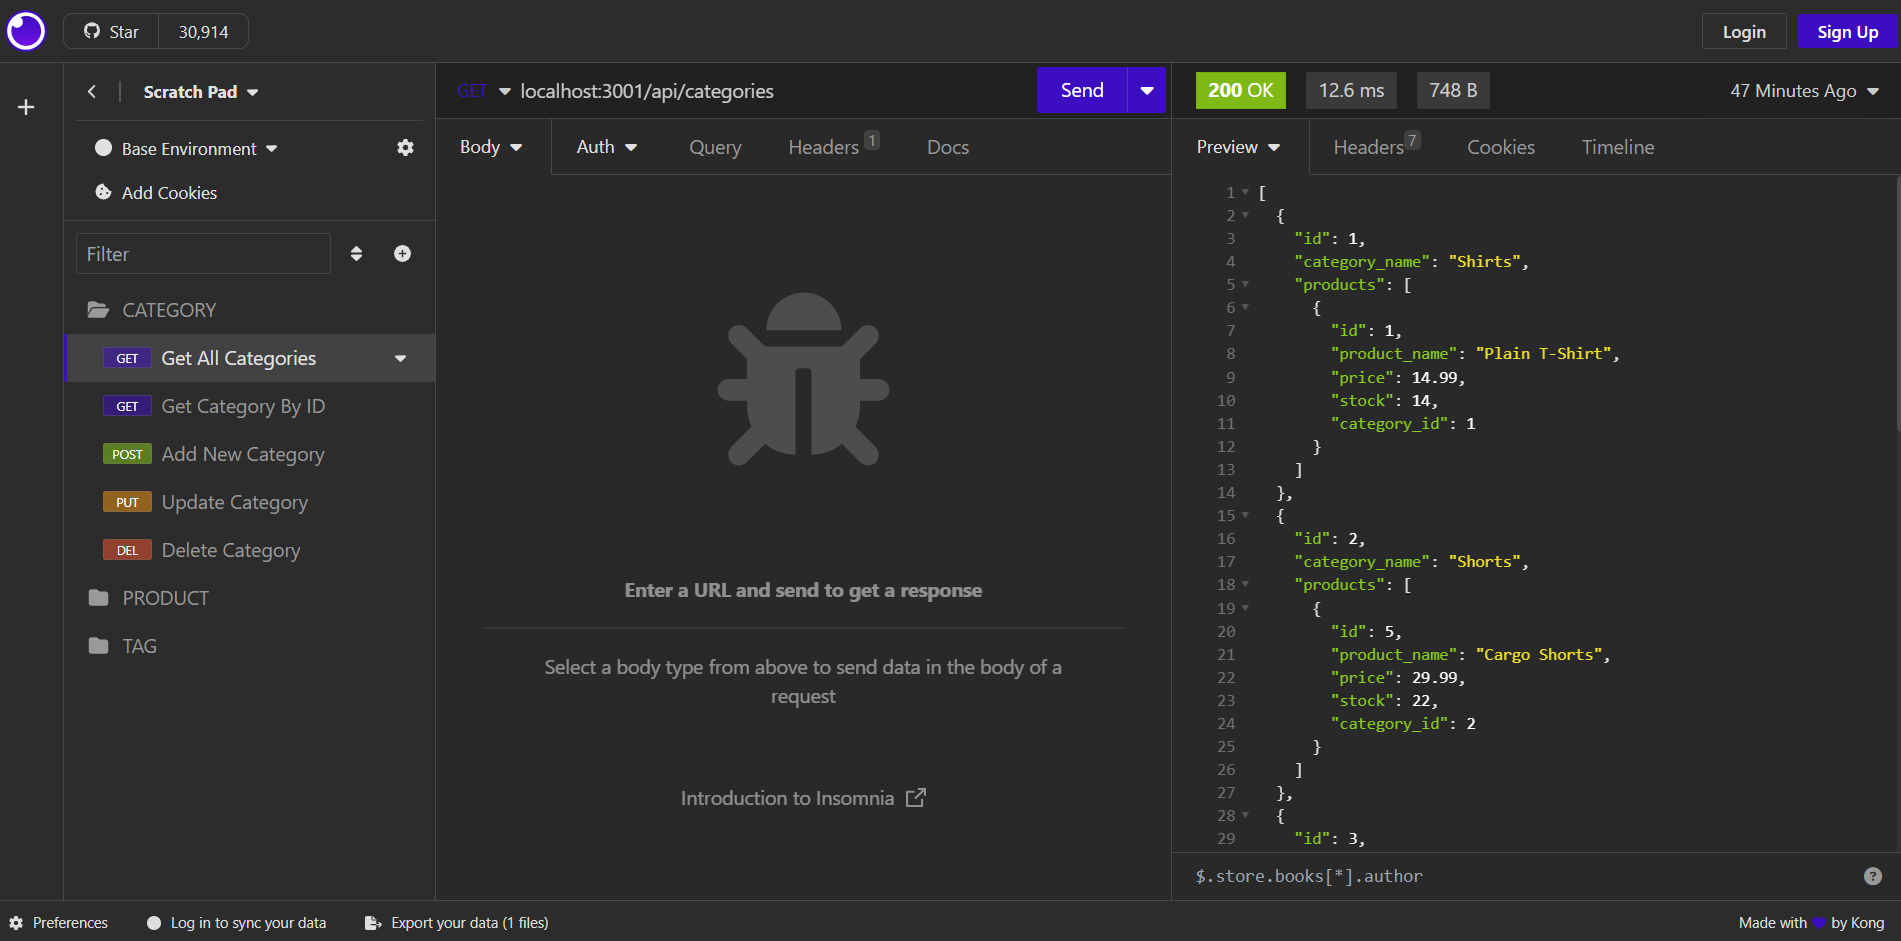 Star 30,914
Login Sign Up
Scratch Pad
Base Environment
Add Cookies
Filter
CATEGORY
GET Get All Categories
GET Get Category By ID
POST Add New Category
PUT Update Category
DEL Delete Category
PRODUCT
TAG
GET localhost:3001/api/categories Send
Body Auth Query Headers 1 Docs
Enter a URL and send to get a response
Select a body type from above to send data in the body of a
request
Introduction to Insomnia
200 OK 12.6 ms 748 B 47 Minutes Ago
Preview Headers 7 Cookies Timeline
1 [
2 {
3 "id": 1,
4 "category_name": "Shirts",
5 "products": [
6 {
7 "id": 1,
8 "product_name": "Plain T-Shirt",
9 "price": 14.99,
10 "stock": 14,
11 "category_id": 1
12 }
13 ]
14 },
15 {
16 "id": 2,
17 "category_name": "Shorts",
18 "products": [
19 {
20 "id": 5,
21 "product_name": "Cargo Shorts",
22 "price": 29.99,
23 "stock": 22,
24 "category_id": 2
25 }
26 ]
27 },
28 {
29 "id": 3,
$.store.books[*].author
Preferences Log in to sync your data Export your data (1 files) Made with by Kong